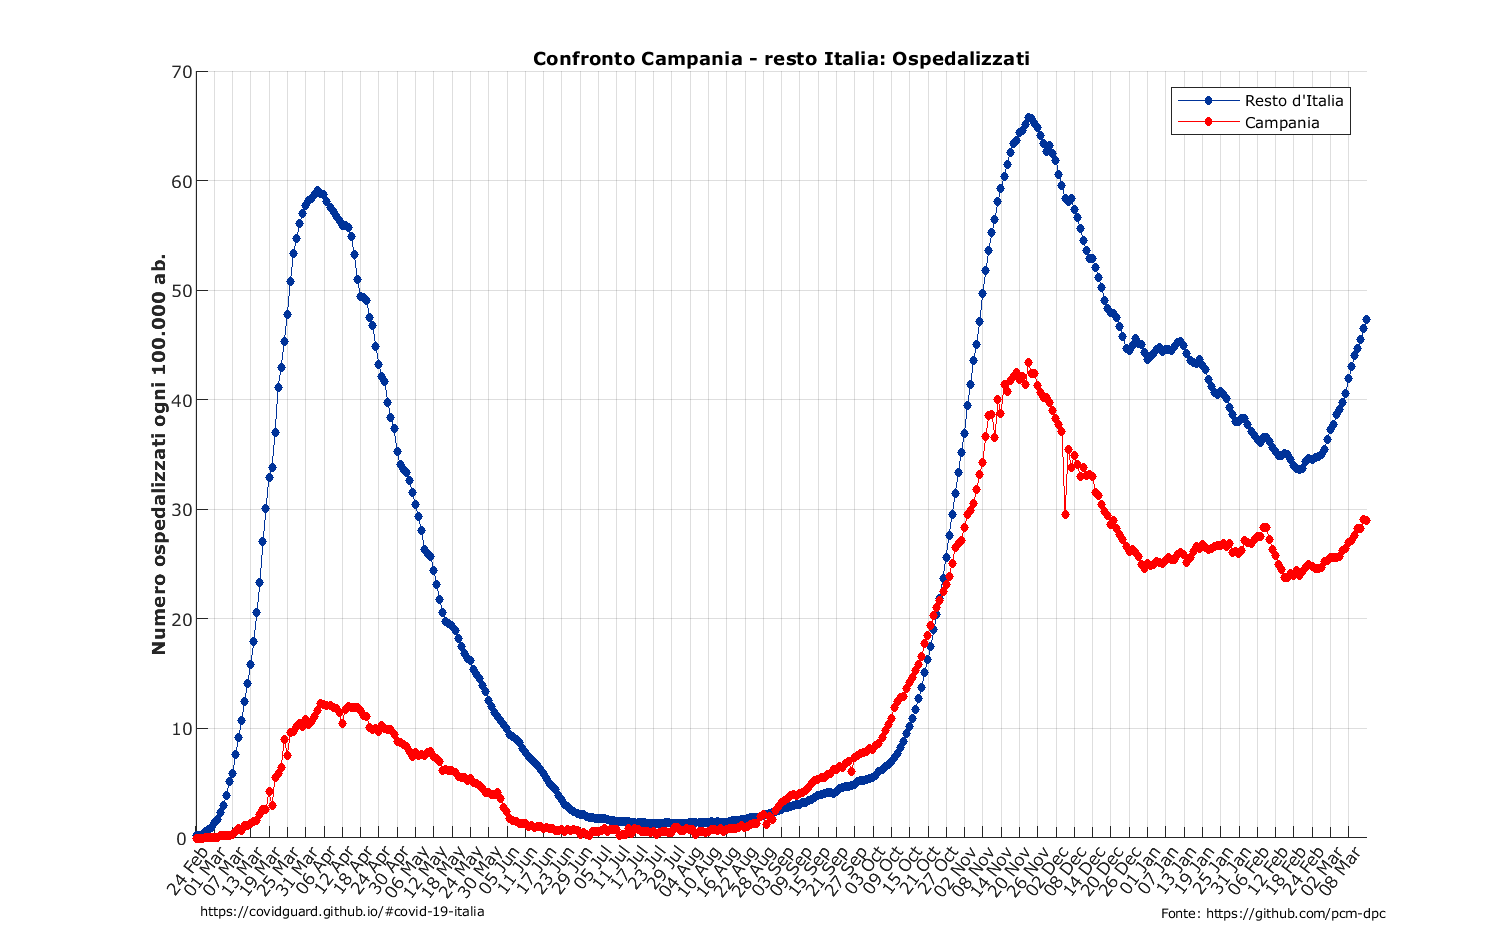 Confronto Campania - resto Italia: Ospedalizzati
Numero ospedalizzati ogni 100.000 ab.
70
60
50
40
30
20
10
0
Resto d'Italia
Campania
24 Feb
01 Mar
07 Mar
13 Mar
19 Mar
25 Mar
31 Mar
06 Apr
12 Apr
18 Apr
24 Apr
30 Apr
06 May
12 May
18 May
24 May
30 May
05 Jun
11 Jun
17 Jun
23 Jun
29 Jun
05 Jul
11 Jul
17 Jul
23 Jul
29 Jul
04 Aug
10 Aug
16 Aug
22 Aug
28 Aug
03 Sep
09 Sep
15 Sep
21 Sep
27 Sep
03 Oct
09 Oct
15 Oct
21 Oct
27 Oct
02 Nov
08 Nov
14 Nov
20 Nov
26 Nov
02 Dec
08 Dec
14 Dec
20 Dec
26 Dec
01 Jan
07 Jan
13 Jan
19 Jan
25 Jan
31 Jan
06 Feb
12 Feb
18 Feb
24 Feb
02 Mar
08 Mar
https://covidguard.github.io/#covid-19-italia
Fonte: https://github.com/pcm-dpc